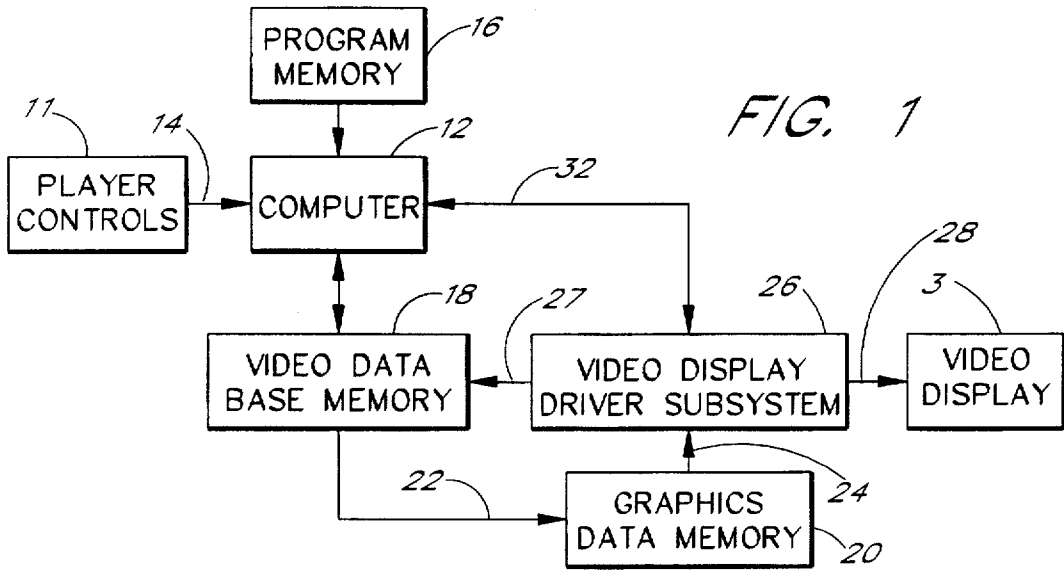 PROGRAM
MEMORY
16
FIG. 1
11
14
12
PLAYER
CONTROLS
COMPUTER
32
28
18
27
26
3
VIDEO DATA
BASE MEMORY
VIDEO DISPLAY
DRIVER SUBSYSTEM
VIDEO
DISPLAY
22
24
GRAPHICS
DATA MEMORY
20